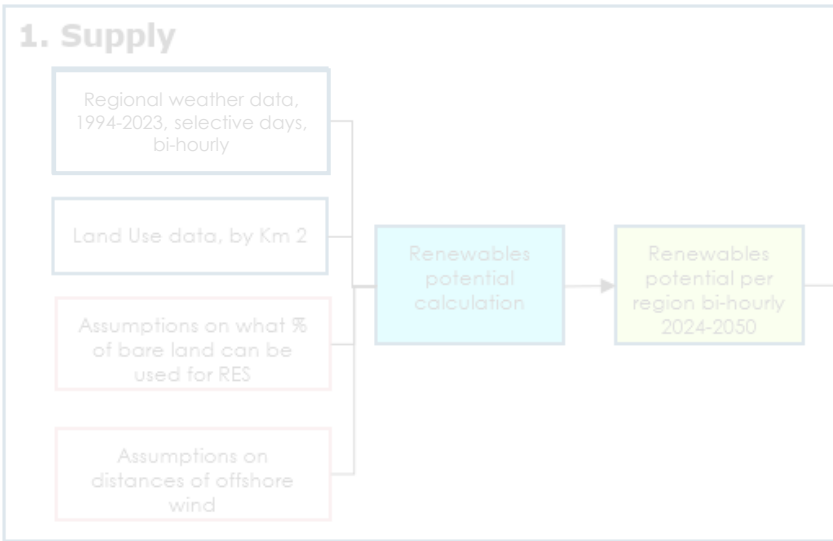 1. Supply
Regional weather data,
1994-2023, selective days,
bi-hourly
Land Use data, by Km 2
Assumptions on what %
of bare land can be
used for RES
Assumptions on
distances of offshore
wind
Renewables
potential
calculation
Renewables
potential per
region bi-hourly
2024-2050